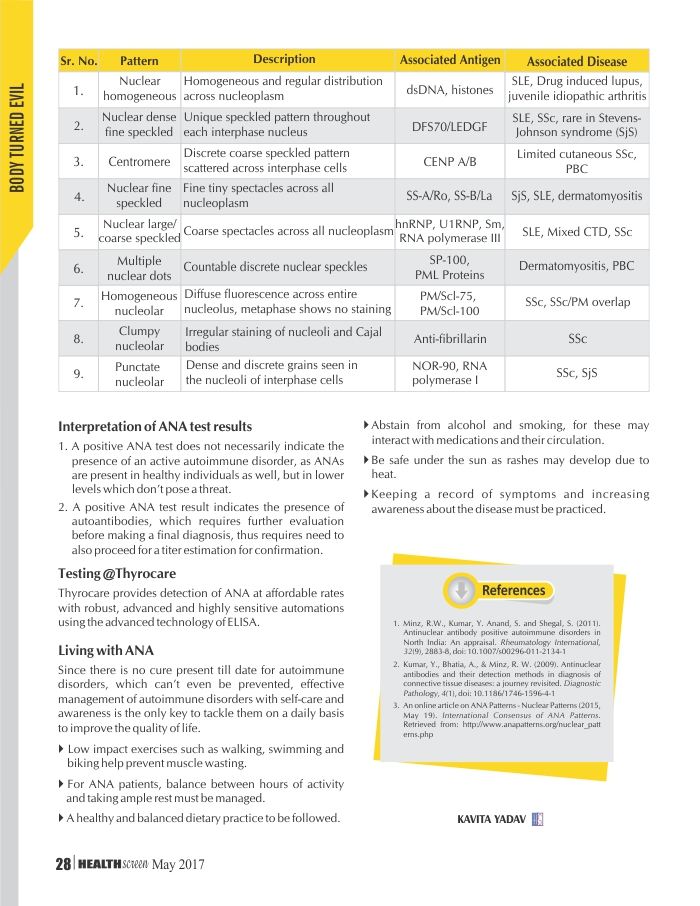 BODY TURNED EVIL
Sr. No. Pattern Description Associated Antigen Associated Disease
1. Nuclear homogeneous Homogeneous and regular distribution across nucleoplasm dsDNA, histones SLE, Drug induced lupus, juvenile idiopathic arthritis
2. Nuclear dense fine speckled Unique speckled pattern throughout each interphase nucleus DFS70/LEDGF SLE, SSc, rare in Stevens-Johnson syndrome (SjS)
3. Centromere Discrete coarse speckled pattern scattered across interphase cells CENP A/B Limited cutaneous SSc, PBC
4. Nuclear fine speckled Fine tiny spectacles across all nucleoplasm SS-A/Ro, SS-B/La SjS, SLE, dermatomyositis
5. Nuclear large/ coarse speckled Coarse spectacles across all nucleoplasm hnRNP, U1RNP, Sm, RNA polymerase III SLE, Mixed CTD, SSc
6. Multiple nuclear dots Countable discrete nuclear speckles SP-100, PML Proteins Dermatomyositis, PBC
7. Homogeneous nucleolar Diffuse fluorescence across entire nucleolus, metaphase shows no staining PM/Scl-75, PM/Scl-100 SSc, SSc/PM overlap
8. Clumpy nucleolar Irregular staining of nucleoli and Cajal bodies Anti-fibrillarin SSc
9. Punctate nucleolar Dense and discrete grains seen in the nucleoli of interphase cells NOR-90, RNA polymerase I SSc, SjS
Interpretation of ANA test results
1. A positive ANA test does not necessarily indicate the
presence of an active autoimmune disorder, as ANAs
are present in healthy individuals as well, but in lower
levels which don't pose a threat.
2. A positive ANA test result indicates the presence of
autoantibodies, which requires further evaluation
before making a final diagnosis, thus requires need to
also proceed for a titer estimation for confirmation.
Testing @Thyrocare
Thyrocare provides detection of ANA at affordable rates
with robust, advanced and highly sensitive automations
using the advanced technology of ELISA.
Living with ANA
Since there is no cure present till date for autoimmune
disorders, which can't even be prevented, effective
management of autoimmune disorders with self-care and
awareness is the only key to tackle them on a daily basis
to improve the quality of life.
Low impact exercises such as walking, swimming and
biking help prevent muscle wasting.
For ANA patients, balance between hours of activity
and taking ample rest must be managed.
A healthy and balanced dietary practice to be followed.
Abstain from alcohol and smoking, for these may
interact with medications and their circulation.
Be safe under the sun as rashes may develop due to
heat.
Keeping a record of symptoms and increasing
awareness about the disease must be practiced.
References
1. Minz, R.W., Kumar, Y. Anand, S. and Shegal, S. (2011).
Antinuclear antibody positive autoimmune disorders in
North India: An appraisal. Rheumatology International,
32(9), 2883-8, doi: 10.1007/s00296-011-2134-1
2. Kumar, Y., Bhatia, A., & Minz, R. W. (2009). Antinuclear
antibodies and their detection methods in diagnosis of
connective tissue diseases: a journey revisited. Diagnostic
Pathology, 4(1), doi: 10.1186/1746-1596-4-1
3. An online article on ANA Patterns - Nuclear Patterns (2015,
May 19). International Consensus of ANA Patterns.
Retrieved from: http://www.anapatterns.org/nuclear_patt
erns.php
KAVITA YADAV
28 HEALTHscreen May 2017